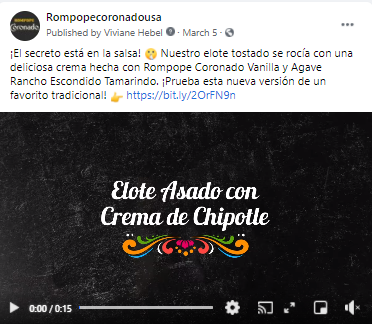 Rompopecoronadousa
Published by Viviane Hebel · March 5 ·
¡El secreto está en la salsa! 🤫 Nuestro elote tostado se rocía con una
deliciosa crema hecha con Rompope Coronado Vanilla y Agave
Rancho Escondido Tamarindo. ¡Prueba esta nueva versión de un
favorito tradicional! 👉 https://bit.ly/2OrFN9n
Coronado
Elote Asado con
Crema de Chipotle
0:00 / 0:15